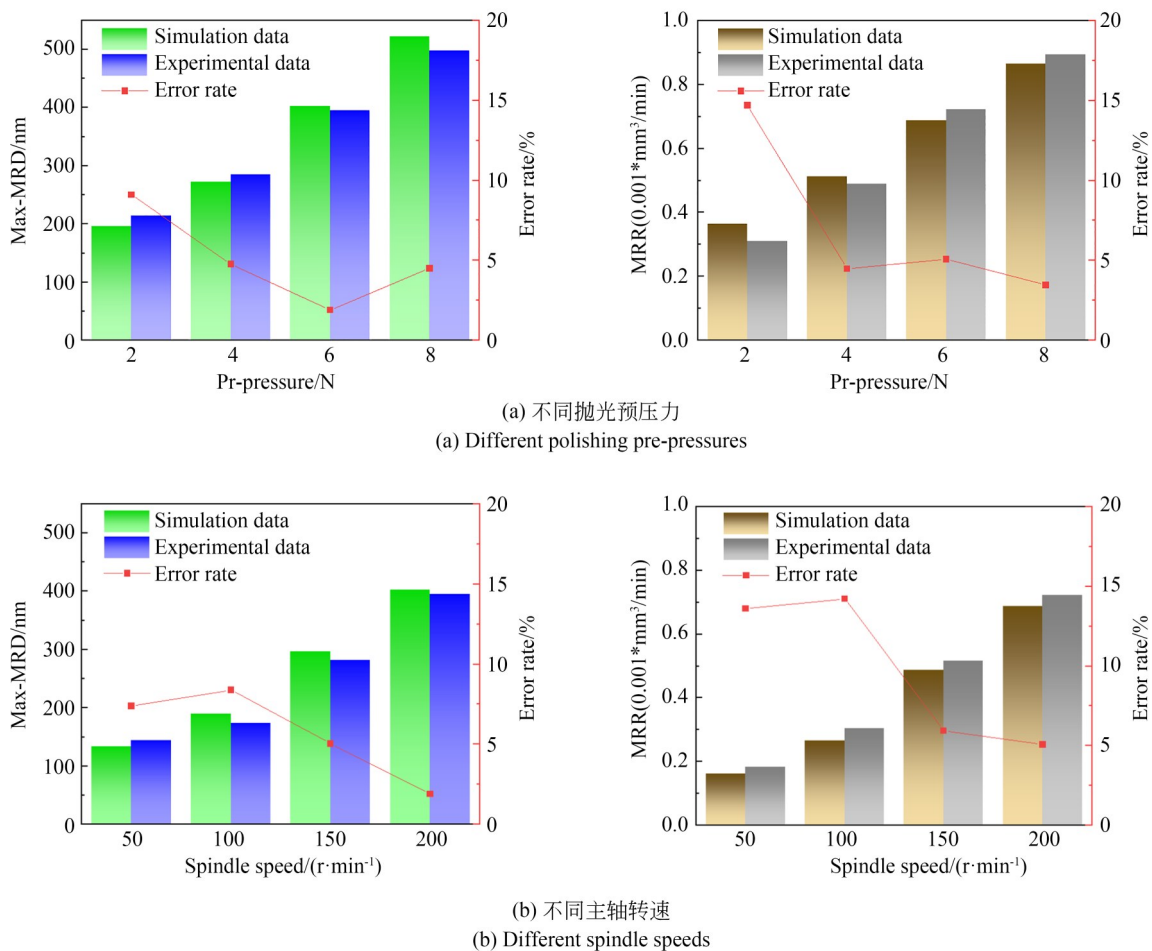 Simulation data
Experimental data
Error rate
Max-MRD/nm
500
400
300
200
100
0
20
15
10
5
0
Error rate/%
2 4 6 8
Pr-pressure/N
Simulation data
Experimental data
Error rate
MRR(0.001*mm³/min)
1.0
0.8
0.6
0.4
0.2
0.0
20
15
10
5
0
Error rate/%
2 4 6 8
Pr-pressure/N
(a) 不同抛光预压力
(a) Different polishing pre-pressures
Simulation data
Experimental data
Error rate
Max-MRD/nm
500
400
300
200
100
0
20
15
10
5
0
Error rate/%
50 100 150 200
Spindle speed/(r·min⁻¹)
Simulation data
Experimental data
Error rate
MRR(0.001*mm³/min)
1.0
0.8
0.6
0.4
0.2
0.0
20
15
10
5
0
Error rate/%
50 100 150 200
Spindle speed/(r·min⁻¹)
(b) 不同主轴转速
(b) Different spindle speeds